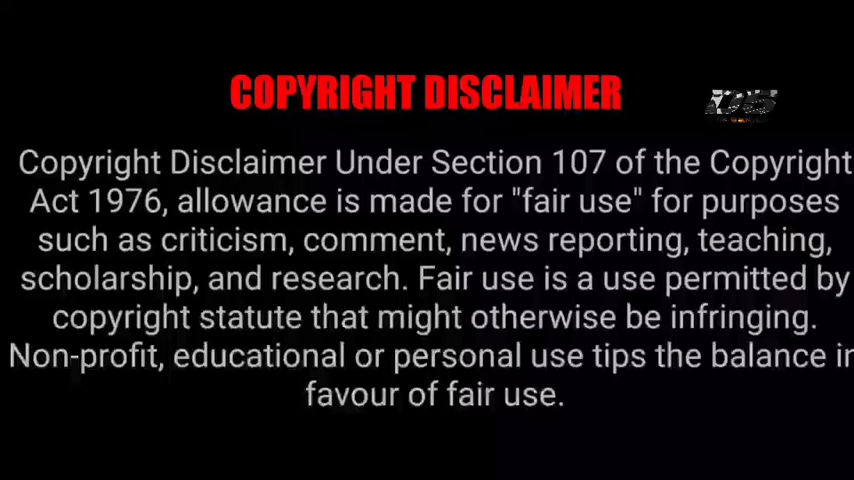 COPYRIGHT DISCLAIMER
Copyright Disclaimer Under Section 107 of the Copyright
Act 1976, allowance is made for "fair use" for purposes
such as criticism, comment, news reporting, teaching,
scholarship, and research. Fair use is a use permitted by
copyright statute that might otherwise be infringing.
Non-profit, educational or personal use tips the balance in
favour of fair use.